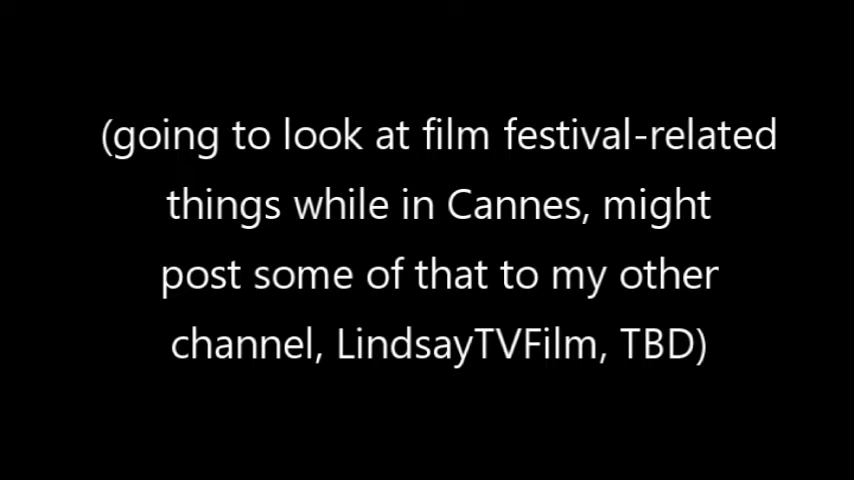 (going to look at film festival-related
things while in Cannes, might
post some of that to my other
channel, LindsayTVFilm, TBD)